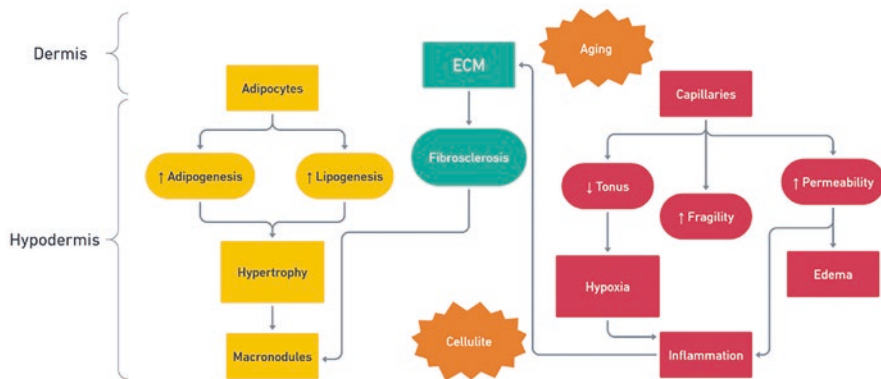 Dermis
Hypodermis
Adipocytes
↑ Adipogenesis
↑ Lipogenesis
Hypertrophy
Macronodules
ECM
Fibrosclerosis
Aging
Cellulite
Capillaries
↓ Tonus
↑ Fragility
↑ Permeability
Hypoxia
Edema
Inflammation